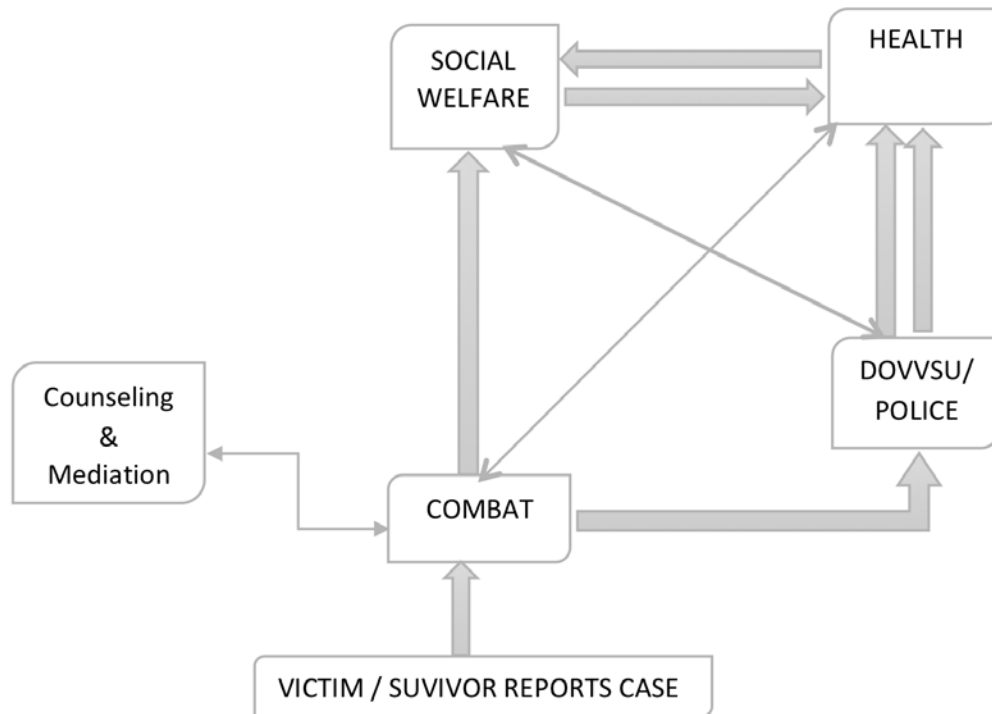 SOCIAL
WELFARE
HEALTH
DOVVSU/
POLICE
Counseling
&
Mediation
COMBAT
VICTIM / SUVIVOR REPORTS CASE